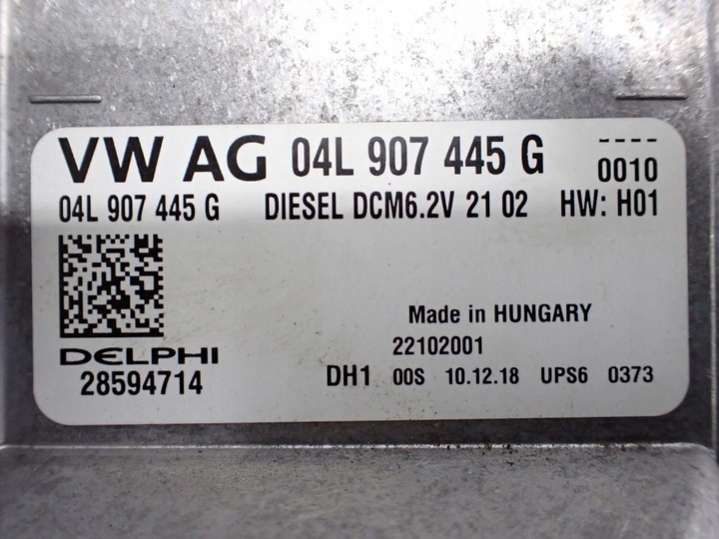 VW AG 04L 907 445 G
----
0010
04L 907 445 G DIESEL DCM6.2V 21 02 HW: H01
Made in HUNGARY
22102001
DELPHI
28594714
DH1 00S 10.12.18 UPS6 0373